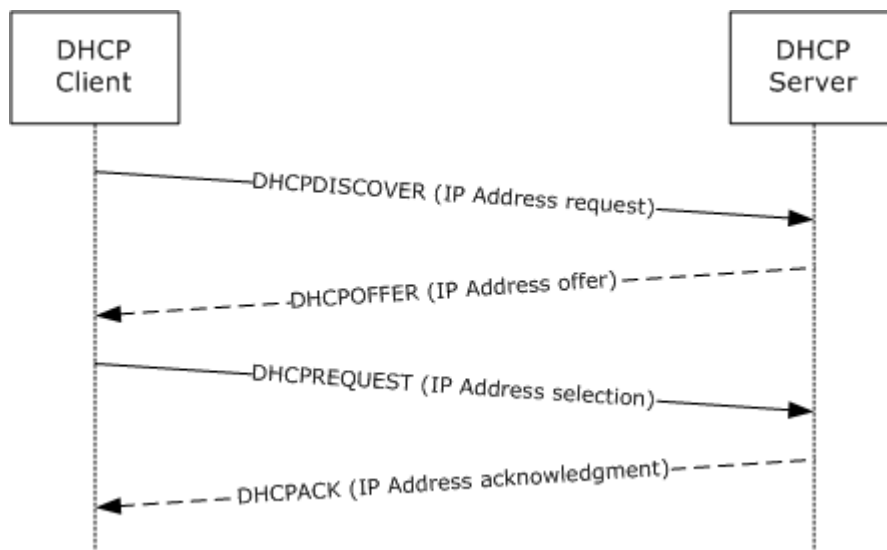 DHCP
Client
DHCP
Server
DHCPDISCOVER (IP Address request)
DHCPOFFER (IP Address offer)
DHCPREQUEST (IP Address selection)
DHCPACK (IP Address acknowledgment)